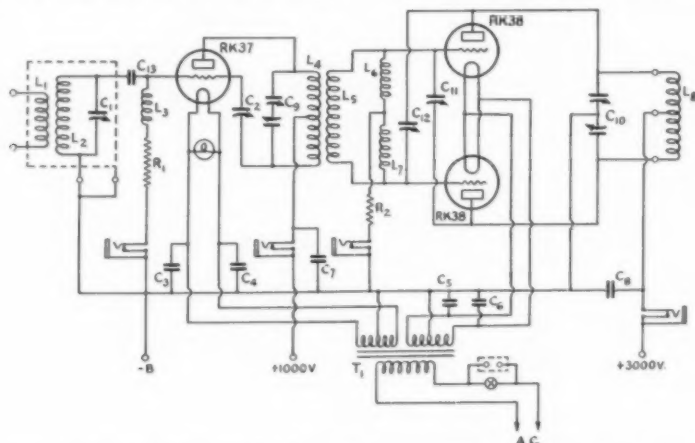 RK37
RK38
C13
L4
L1
C1
L2
L3
C2
C9
L5
L6
C12
C11
C10
L8
L7
R1
R2
RK38
C3
C4
C7
C5
C6
C8
-B
+1000V.
T1
+3000V.
A.C.